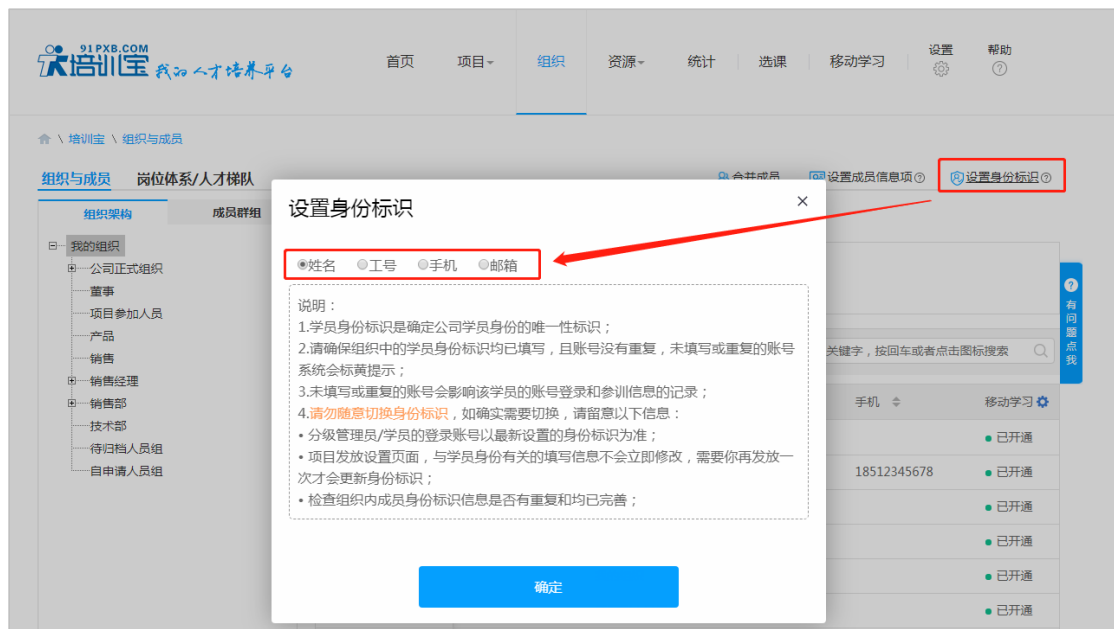 91PXB.COM
培训宝 我的人才培养平台
首页 项目 组织 资源 统计 选课 移动学习 设置 帮助
\ 培训宝 \ 组织与成员
组织与成员 岗位体系/人才梯队 合并成员 设置成员信息项 设置身份标识
组织架构 成员群组
我的组织
公司正式组织
董事
项目参加人员
产品
销售
销售经理
销售部
技术部
待归档人员组
自申请人员组
设置身份标识
姓名 工号 手机 邮箱
说明：
1.学员身份标识是确定公司学员身份的唯一性标识；
2.请确保组织中的学员身份标识均已填写，且账号没有重复，未填写或重复的账号
系统会标黄提示；
3.未填写或重复的账号会影响该学员的账号登录和参训信息的记录；
4.请勿随意切换身份标识，如确实需要切换，请留意以下信息：
• 分级管理员/学员的登录账号以最新设置的身份标识为准；
• 项目发放设置页面，与学员身份有关的填写信息不会立即修改，需要你再发放一
次才会更新身份标识；
• 检查组织内成员身份标识信息是否有重复和均已完善；
确定
关键字，按回车或者点击图标搜索
手机 移动学习
已开通
18512345678 已开通
已开通
已开通
已开通
已开通
有问题点我